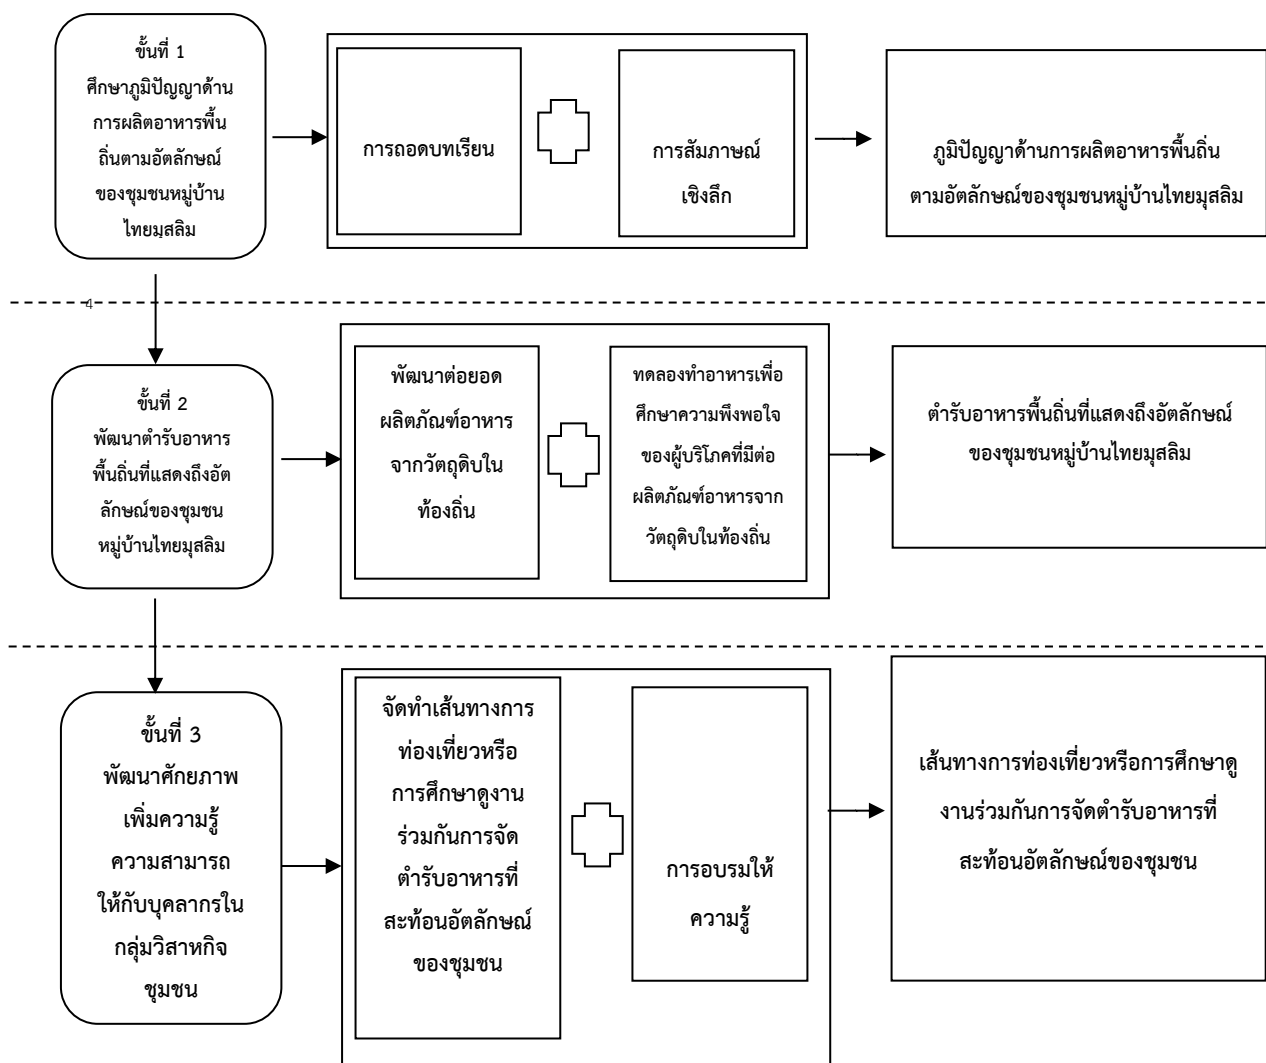 ขั้นที่ 1
ศึกษาภูมิปัญญาด้าน
การผลิตอาหารพื้น
ถิ่นตามอัตลักษณ์
ของชุมชนหมู่บ้าน
ไทยมุสลิม
การถอดบทเรียน
การสัมภาษณ์
เชิงลึก
ภูมิปัญญาด้านการผลิตอาหารพื้นถิ่น
ตามอัตลักษณ์ของชุมชนหมู่บ้านไทยมุสลิม
4
ขั้นที่ 2
พัฒนาตำรับอาหาร
พื้นถิ่นที่แสดงถึงอัต
ลักษณ์ของชุมชน
หมู่บ้านไทยมุสลิม
พัฒนาต่อยอด
ผลิตภัณฑ์อาหาร
จากวัตถุดิบใน
ท้องถิ่น
ทดลองทำอาหารเพื่อ
ศึกษาความพึงพอใจ
ของผู้บริโภคที่มีต่อ
ผลิตภัณฑ์อาหารจาก
วัตถุดิบในท้องถิ่น
ตำรับอาหารพื้นถิ่นที่แสดงถึงอัตลักษณ์
ของชุมชนหมู่บ้านไทยมุสลิม
ขั้นที่ 3
พัฒนาศักยภาพ
เพิ่มความรู้
ความสามารถ
ให้กับบุคลากรใน
กลุ่มวิสาหกิจ
ชุมชน
จัดทำเส้นทางการ
ท่องเที่ยวหรือ
การศึกษาดูงาน
ร่วมกันการจัด
ตำรับอาหารที่
สะท้อนอัตลักษณ์
ของชุมชน
การอบรมให้
ความรู้
เส้นทางการท่องเที่ยวหรือการศึกษาดู
งานร่วมกันการจัดตำรับอาหารที่
สะท้อนอัตลักษณ์ของชุมชน